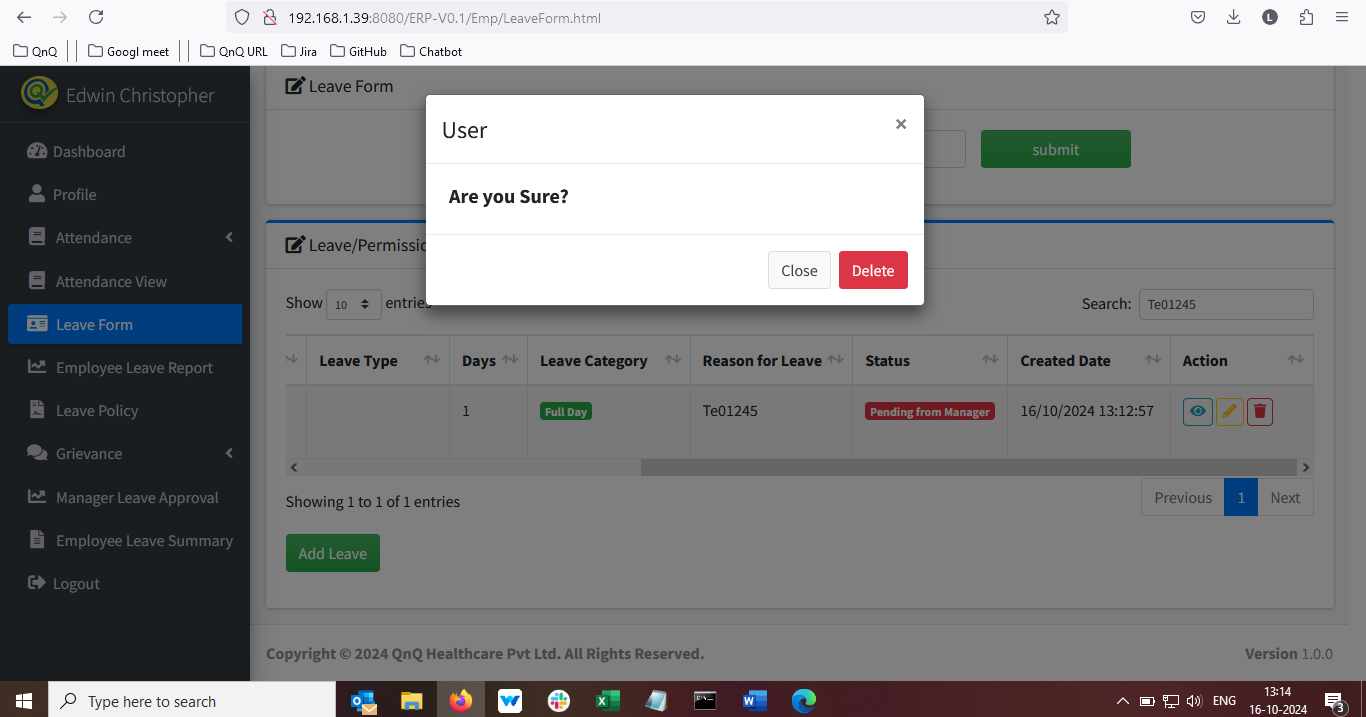 192.168.1.39:8080/ERP-V0.1/Emp/LeaveForm.html
L
QnQ Googl meet QnQ URL Jira GitHub Chatbot
Edwin Christopher
Dashboard
Profile
Attendance
Attendance View
Leave Form
Employee Leave Report
Leave Policy
Grievance
Manager Leave Approval
Employee Leave Summary
Logout
Leave Form
submit
User ×
Are you Sure?
Close Delete
Leave/Permissio
Show 10 entries Search: Te01245
Leave Type Days Leave Category Reason for Leave Status Created Date Action
1 Full Day Te01245 Pending from Manager 16/10/2024 13:12:57
Showing 1 to 1 of 1 entries Previous 1 Next
Add Leave
Copyright © 2024 QnQ Healthcare Pvt Ltd. All Rights Reserved. Version 1.0.0
Type here to search ENG 13:14
16-10-2024 3